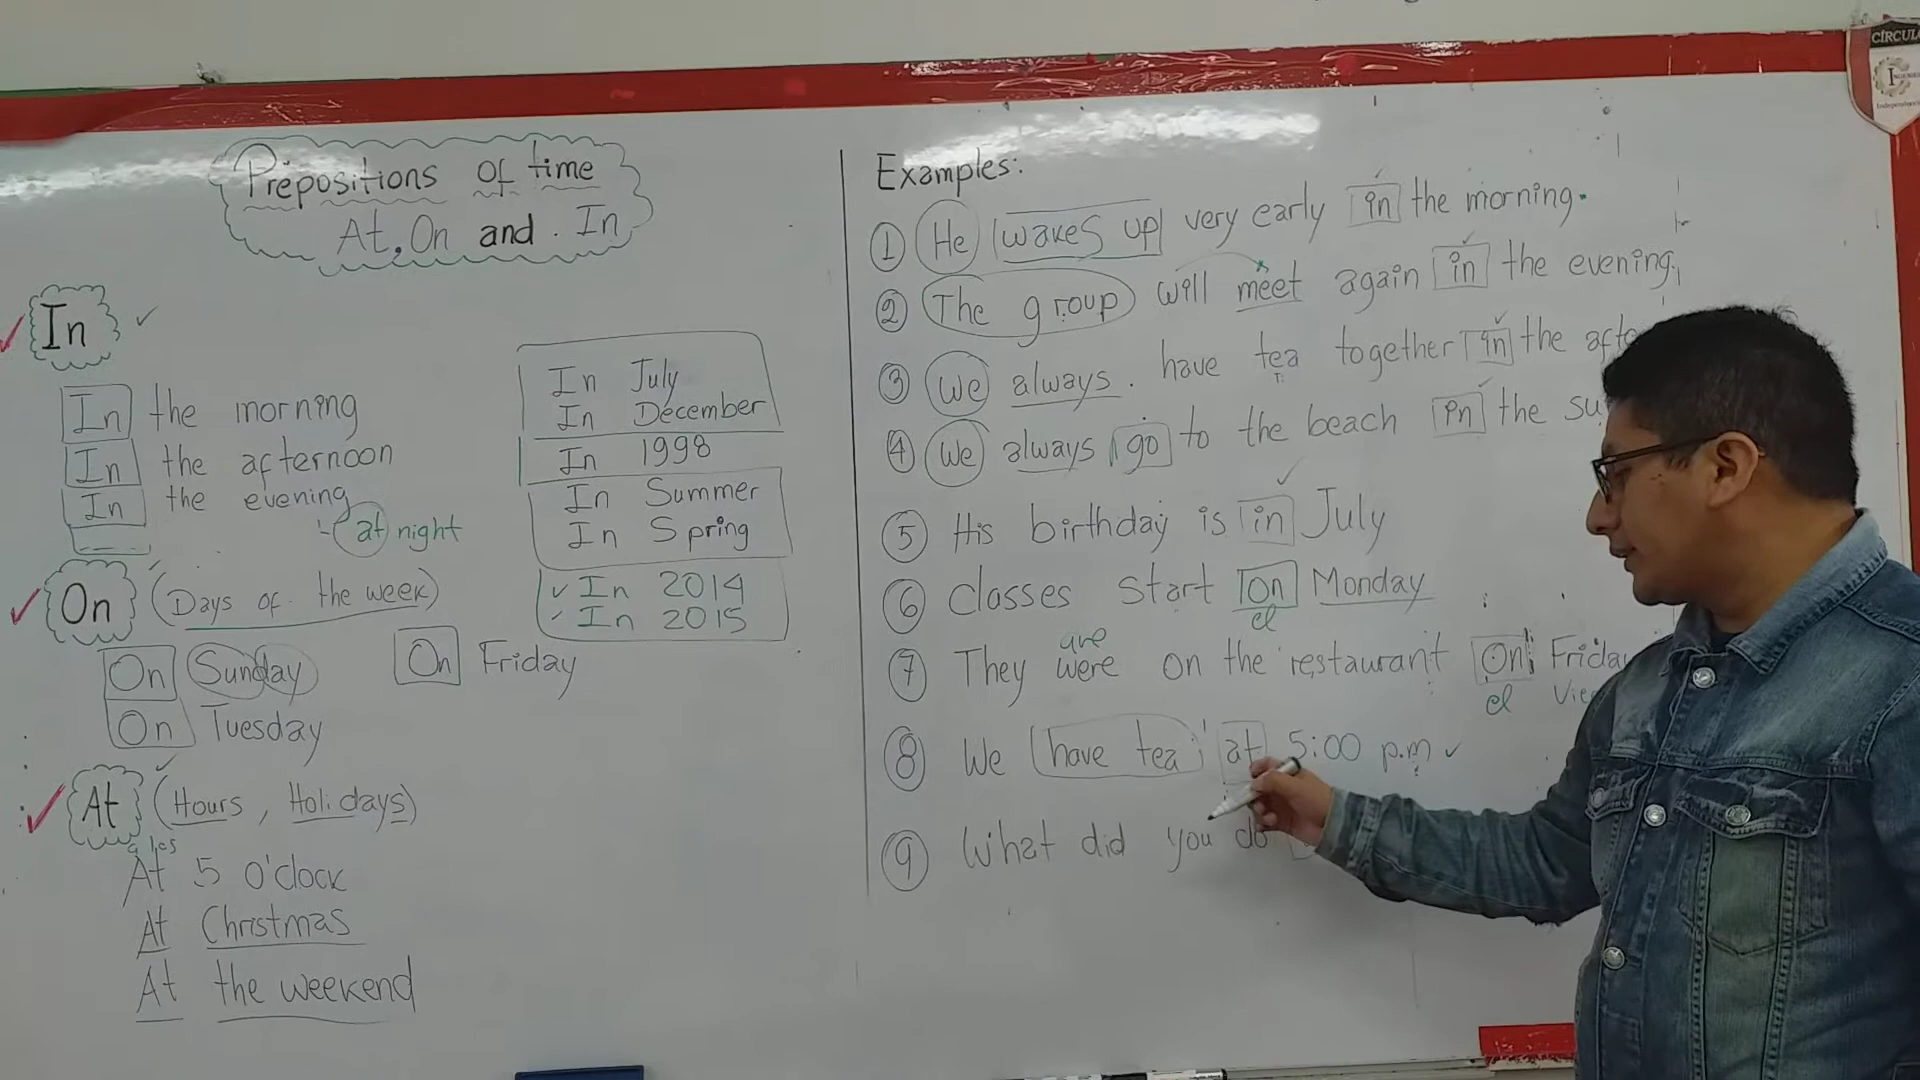 Prepositions of time
At, On and In
In
In the morning
In the afternoon
In the evening
at night
In July
In December
In 1998
In Summer
In Spring
In 2014
In 2015
On (Days of the week)
On Sunday
On Friday
On Tuesday
At (Hours, Holidays)
a las
At 5 O'clock
At Christmas
At the weekend
Examples:
1 He wakes up very early in the morning.
2 The group will meet again in the evening.
3 We always have tea together in the
4 We always go to the beach in the
5 His birthday is in July
6 Classes start on Monday
el
are
7 They were on the restaurant On
el
8 We have tea at 5:00 p.m
9 What did you do